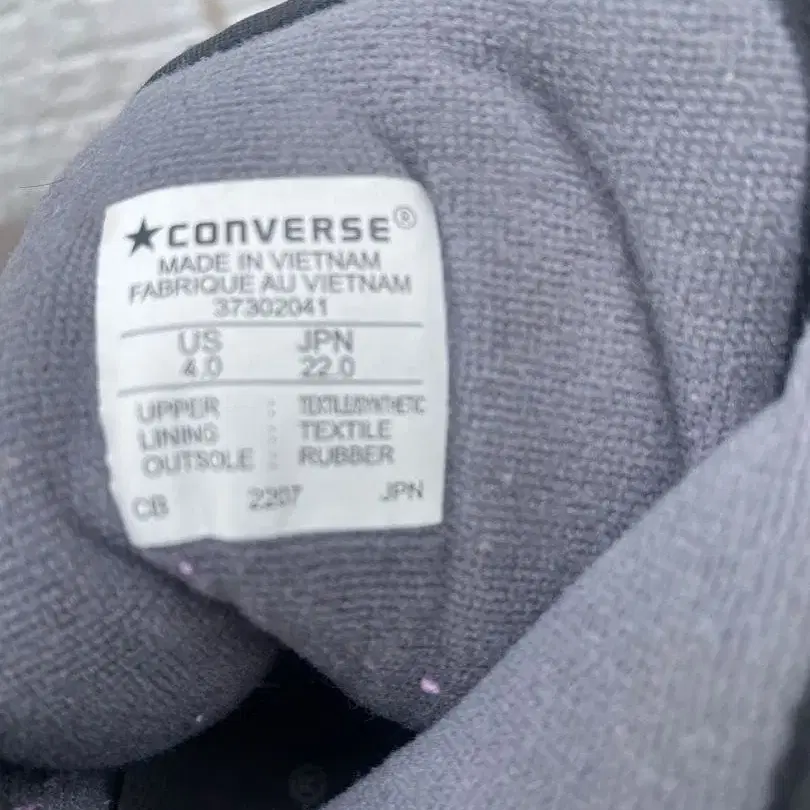 ★CONVERSE®
MADE IN VIETNAM
FABRIQUE AU VIETNAM
37302041
US JPN
4.0 22.0
UPPER : TEXTILE/SYNTHETIC
LINING : TEXTILE
OUTSOLE : RUBBER
CB 2207 JPN